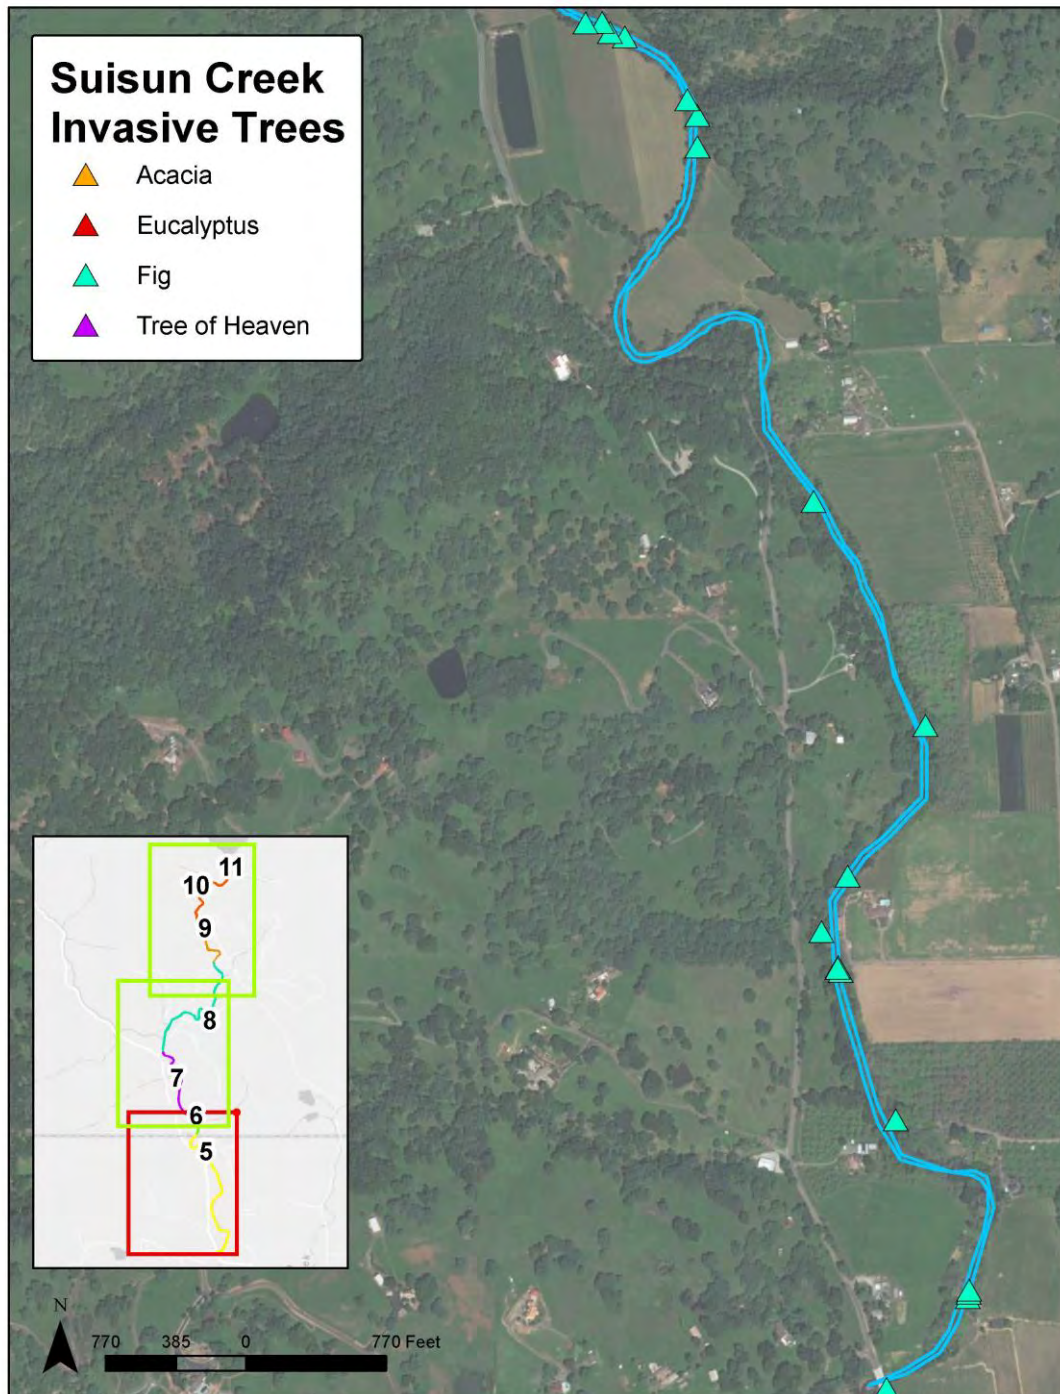 Suisun Creek
Invasive Trees
Acacia
Eucalyptus
Fig
Tree of Heaven
11
10
9
8
7
6
5
N
770 385 0 770 Feet